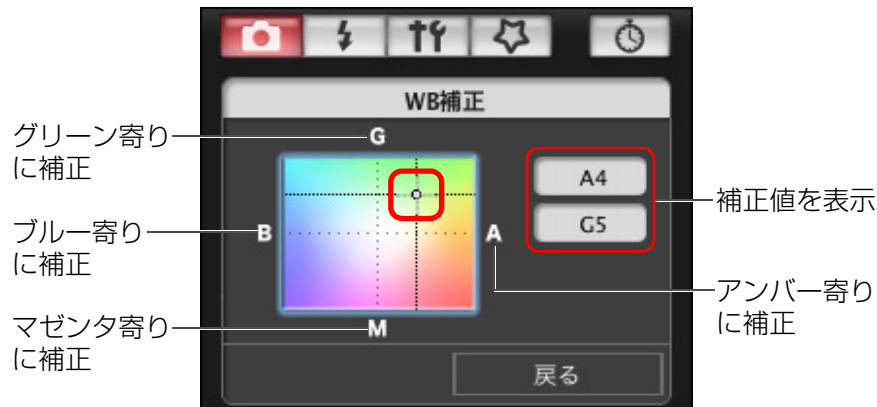 WB補正
グリーン寄り
に補正
G
A4
補正値を表示
ブルー寄り
に補正
B
A
G5
アンバー寄り
に補正
マゼンタ寄り
に補正
M
戻る